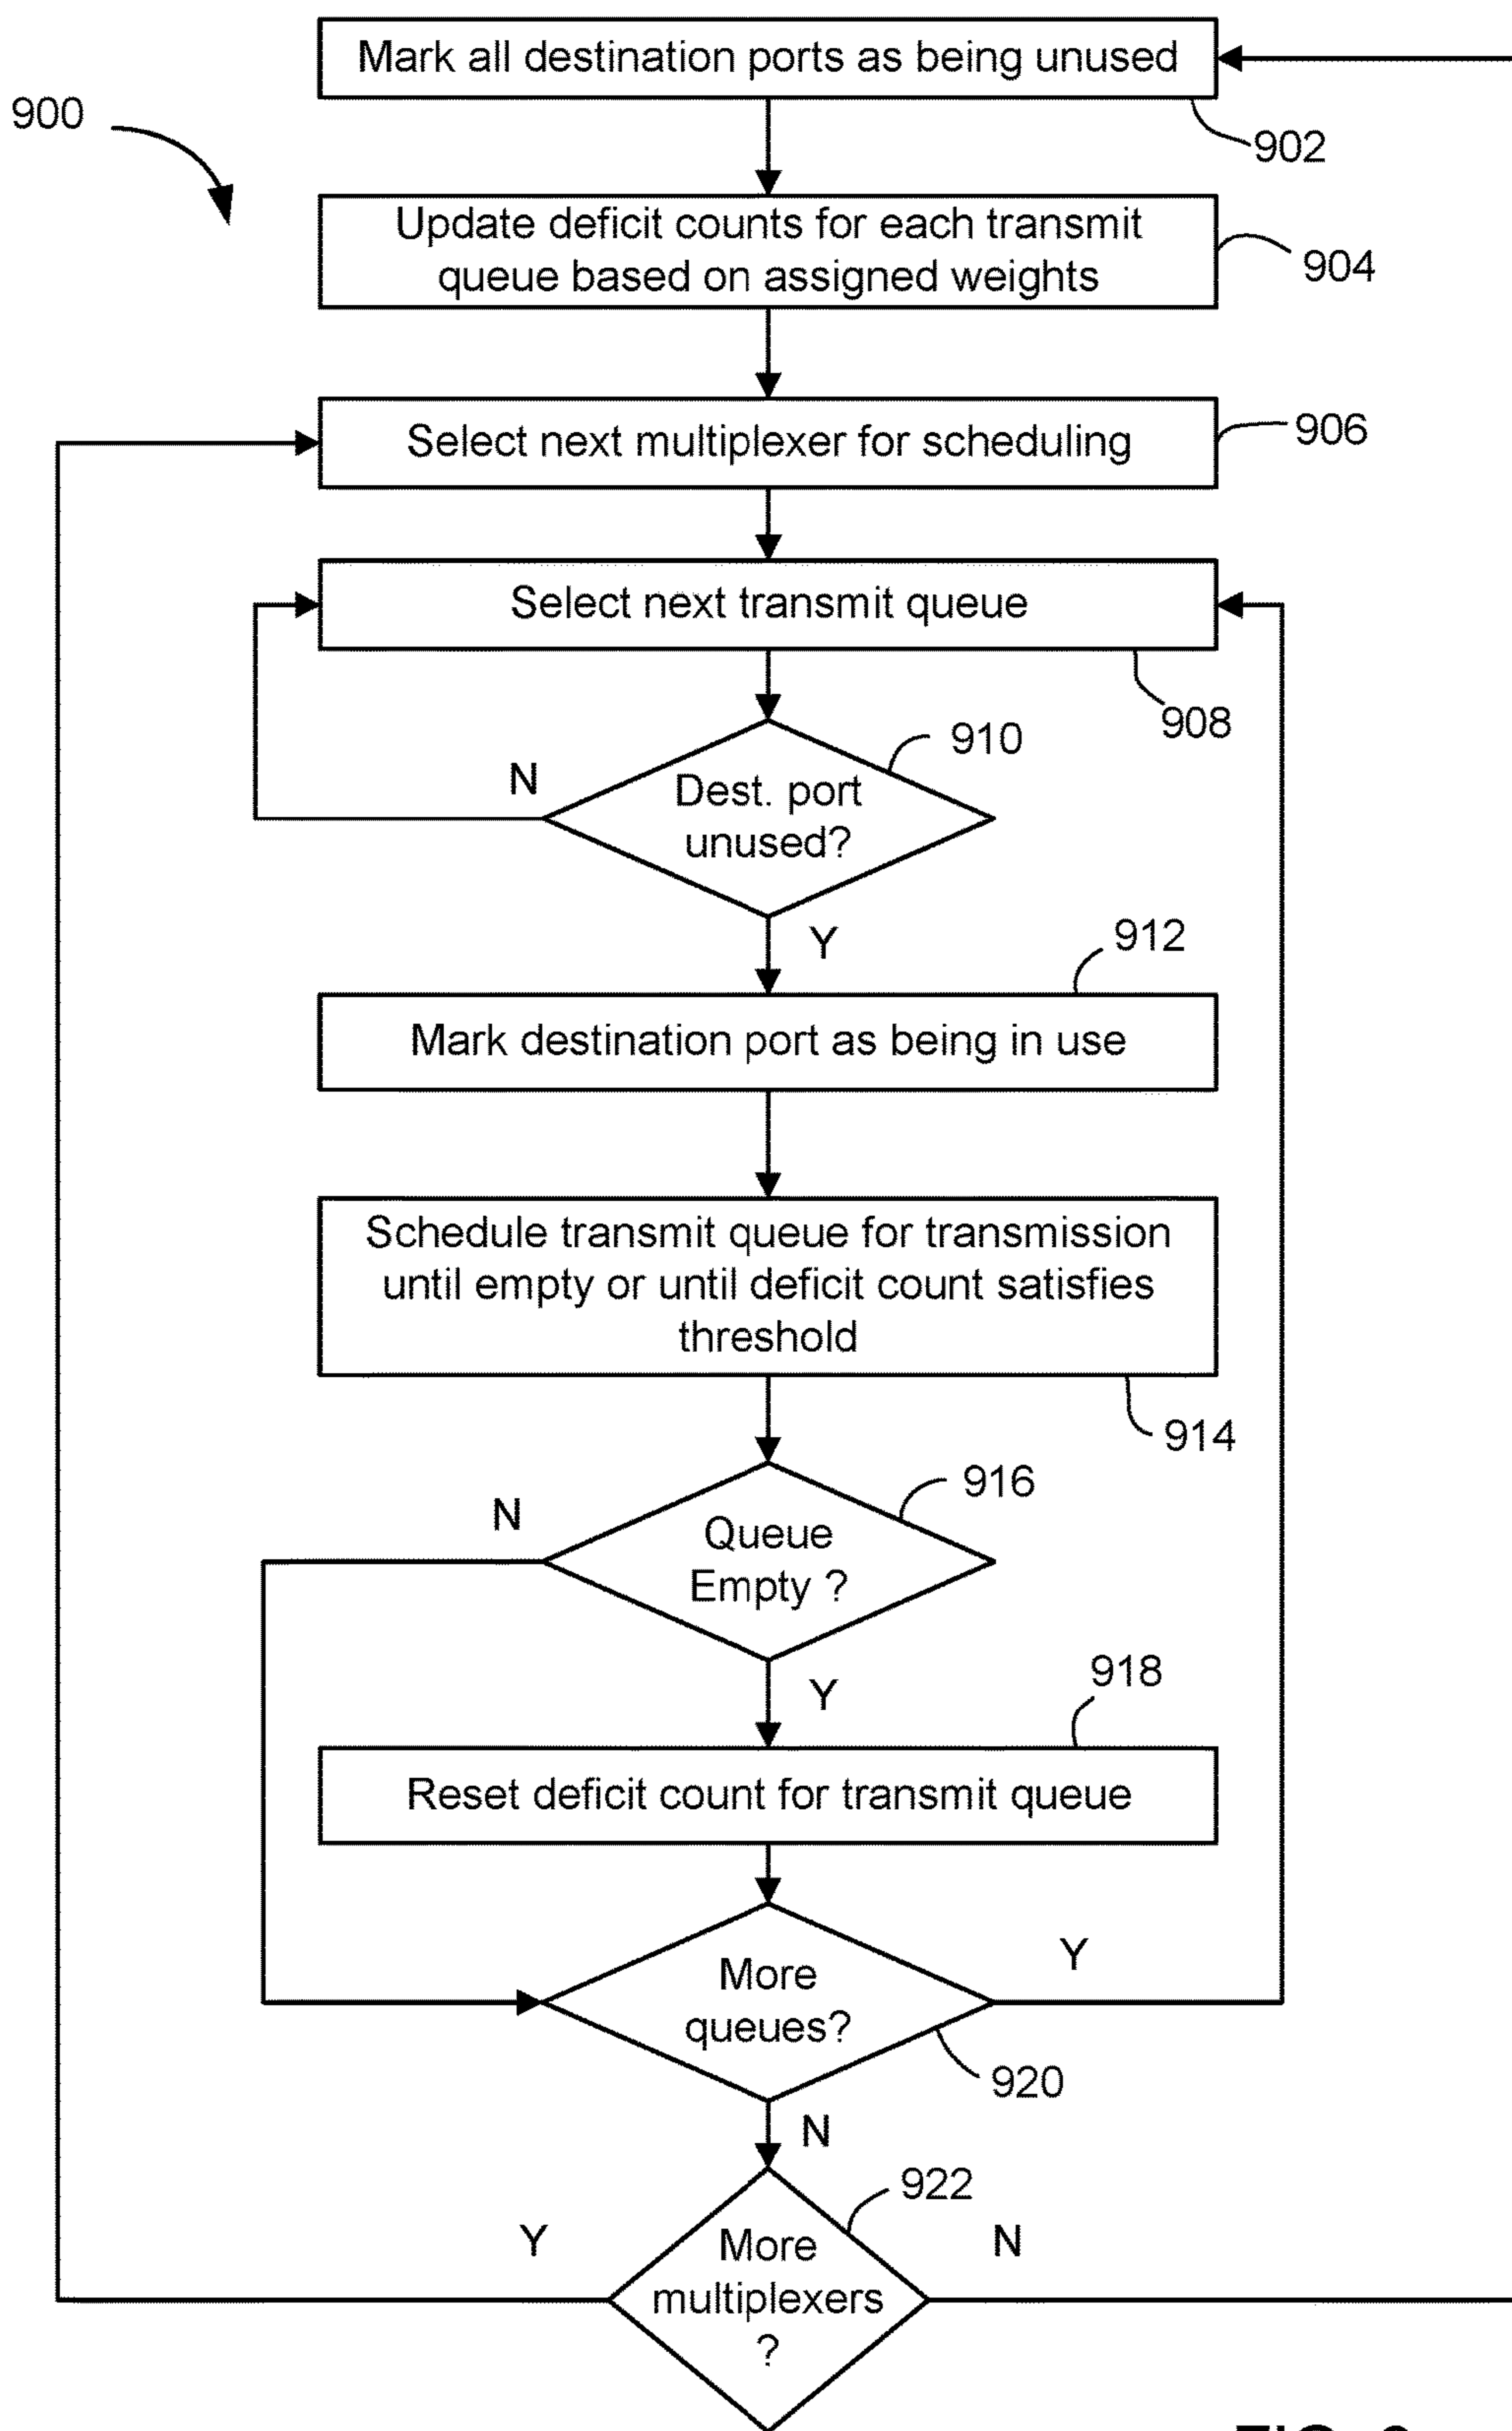 Mark all destination ports as being unused
900
902
Update deficit counts for each transmit
queue based on assigned weights
904
Select next multiplexer for scheduling
906
Select next transmit queue
908
910
N
Dest. port
unused?
Y
912
Mark destination port as being in use
Schedule transmit queue for transmission
until empty or until deficit count satisfies
threshold
914
916
N
Queue
Empty ?
Y
918
Reset deficit count for transmit queue
More
queues?
Y
920
N
922
Y
More
multiplexers
?
N